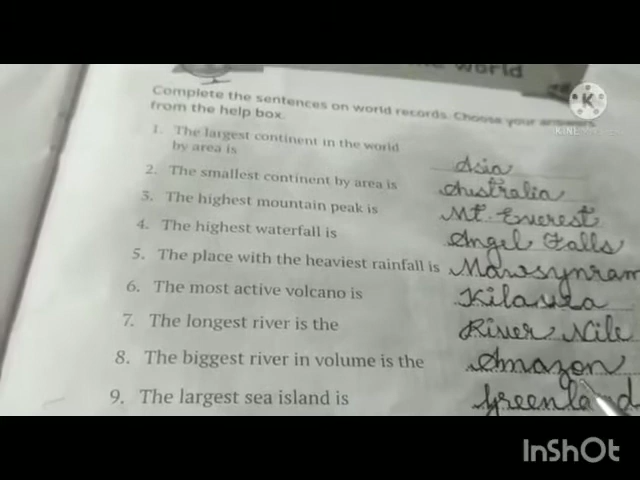 world
Complete the sentences on world records. Choose your answers
from the help box.
1. The largest continent in the world
by area is Asia
2. The smallest continent by area is Australia
3. The highest mountain peak is Mt. Everest
4. The highest waterfall is Angel Falls
5. The place with the heaviest rainfall is Mawsynram
6. The most active volcano is Kilauea
7. The longest river is the River Nile
8. The biggest river in volume is the Amazon
9. The largest sea island is Greenland
K
InShOt